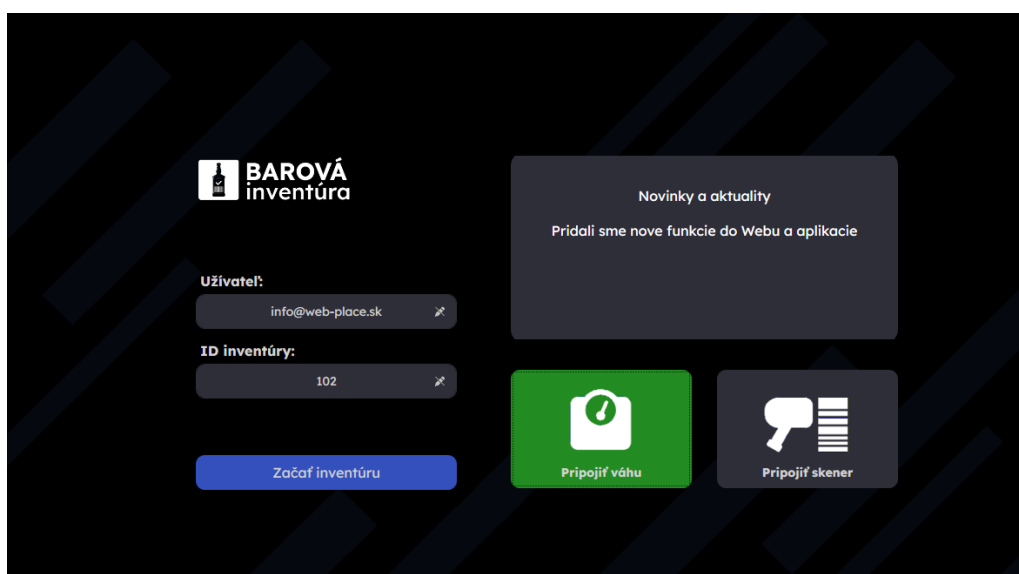 BAROVÁ
inventúra
Užívateľ:
info@web-place.sk
ID inventúry:
102
Začať inventúru
Novinky a aktuality
Pridali sme nove funkcie do Webu a aplikacie
Pripojiť váhu
Pripojiť skener